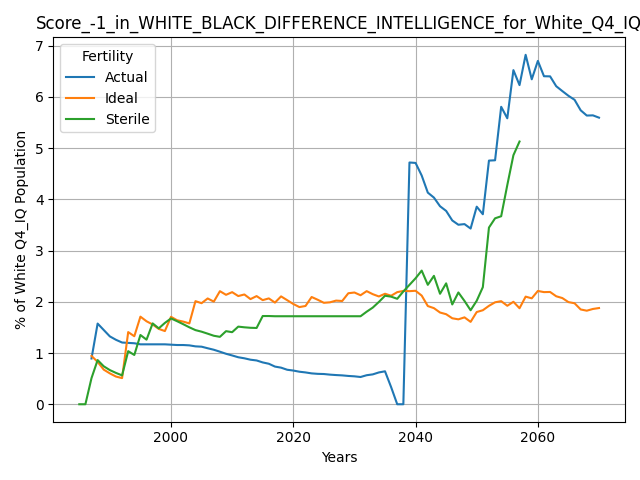 Score_-1_in_WHITE_BLACK_DIFFERENCE_INTELLIGENCE_for_White_Q4_IQ
Fertility
Actual
Ideal
Sterile
% of White Q4_IQ Population
7
6
5
4
3
2
1
0
2000
2020
2040
2060
Years